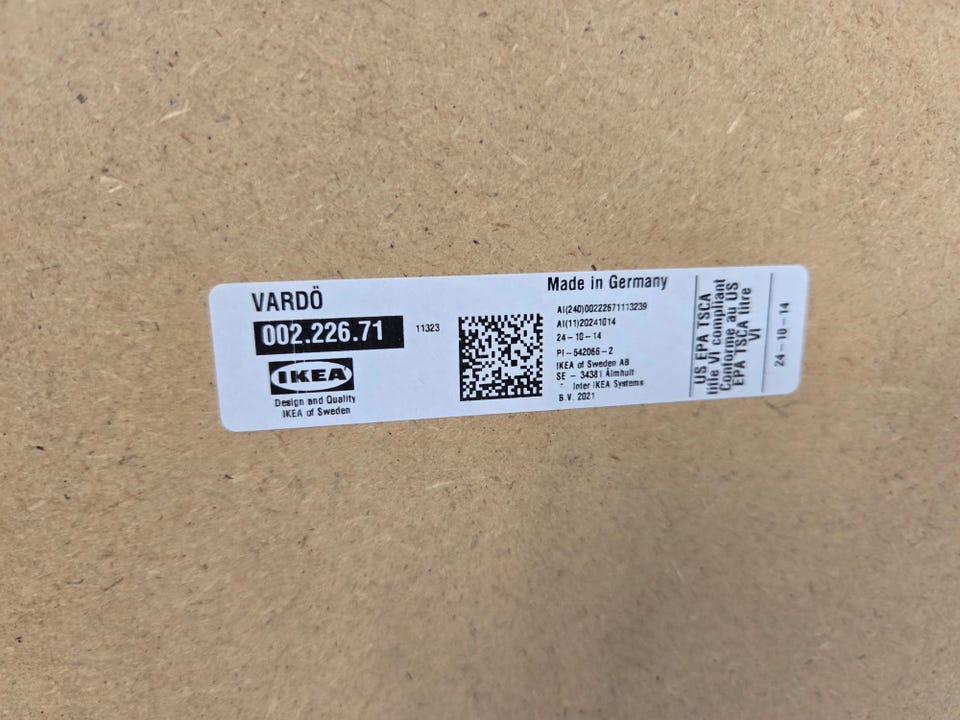 VARDÖ
002.226.71
11323
IKEA
Design and Quality
IKEA of Sweden
Made in Germany
AI(240)00222671113239
AI(11)20241014
24-10-14
PI-542066-2
IKEA of Sweden AB
SE - 34381 Älmhult
Inter IKEA Systems
B.V. 2021
US EPA TSCA
title VI compliant
Conforme au US
EPA TSCA titre
VI
24-10-14